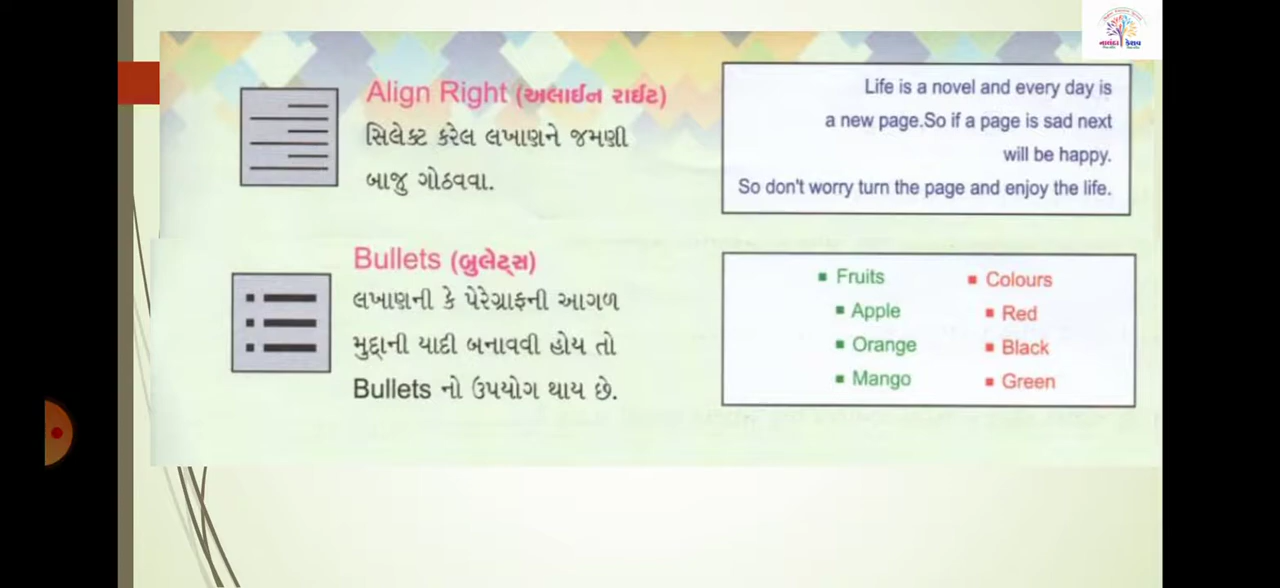 નાલંદા કેશવ
Align Right (અલાઈન રાઈટ)
સિલેક્ટ કરેલ લખાણને જમણી
બાજુ ગોઠવવા.
Life is a novel and every day is
a new page.So if a page is sad next
will be happy.
So don't worry turn the page and enjoy the life.
Bullets (બુલેટ્સ)
લખાણની કે પેરેગ્રાફની આગળ
મુદ્દાની યાદી બનાવવી હોય તો
Bullets નો ઉપયોગ થાય છે.
▪ Fruits
▪ Apple
▪ Orange
▪ Mango
▪ Colours
▪ Red
▪ Black
▪ Green